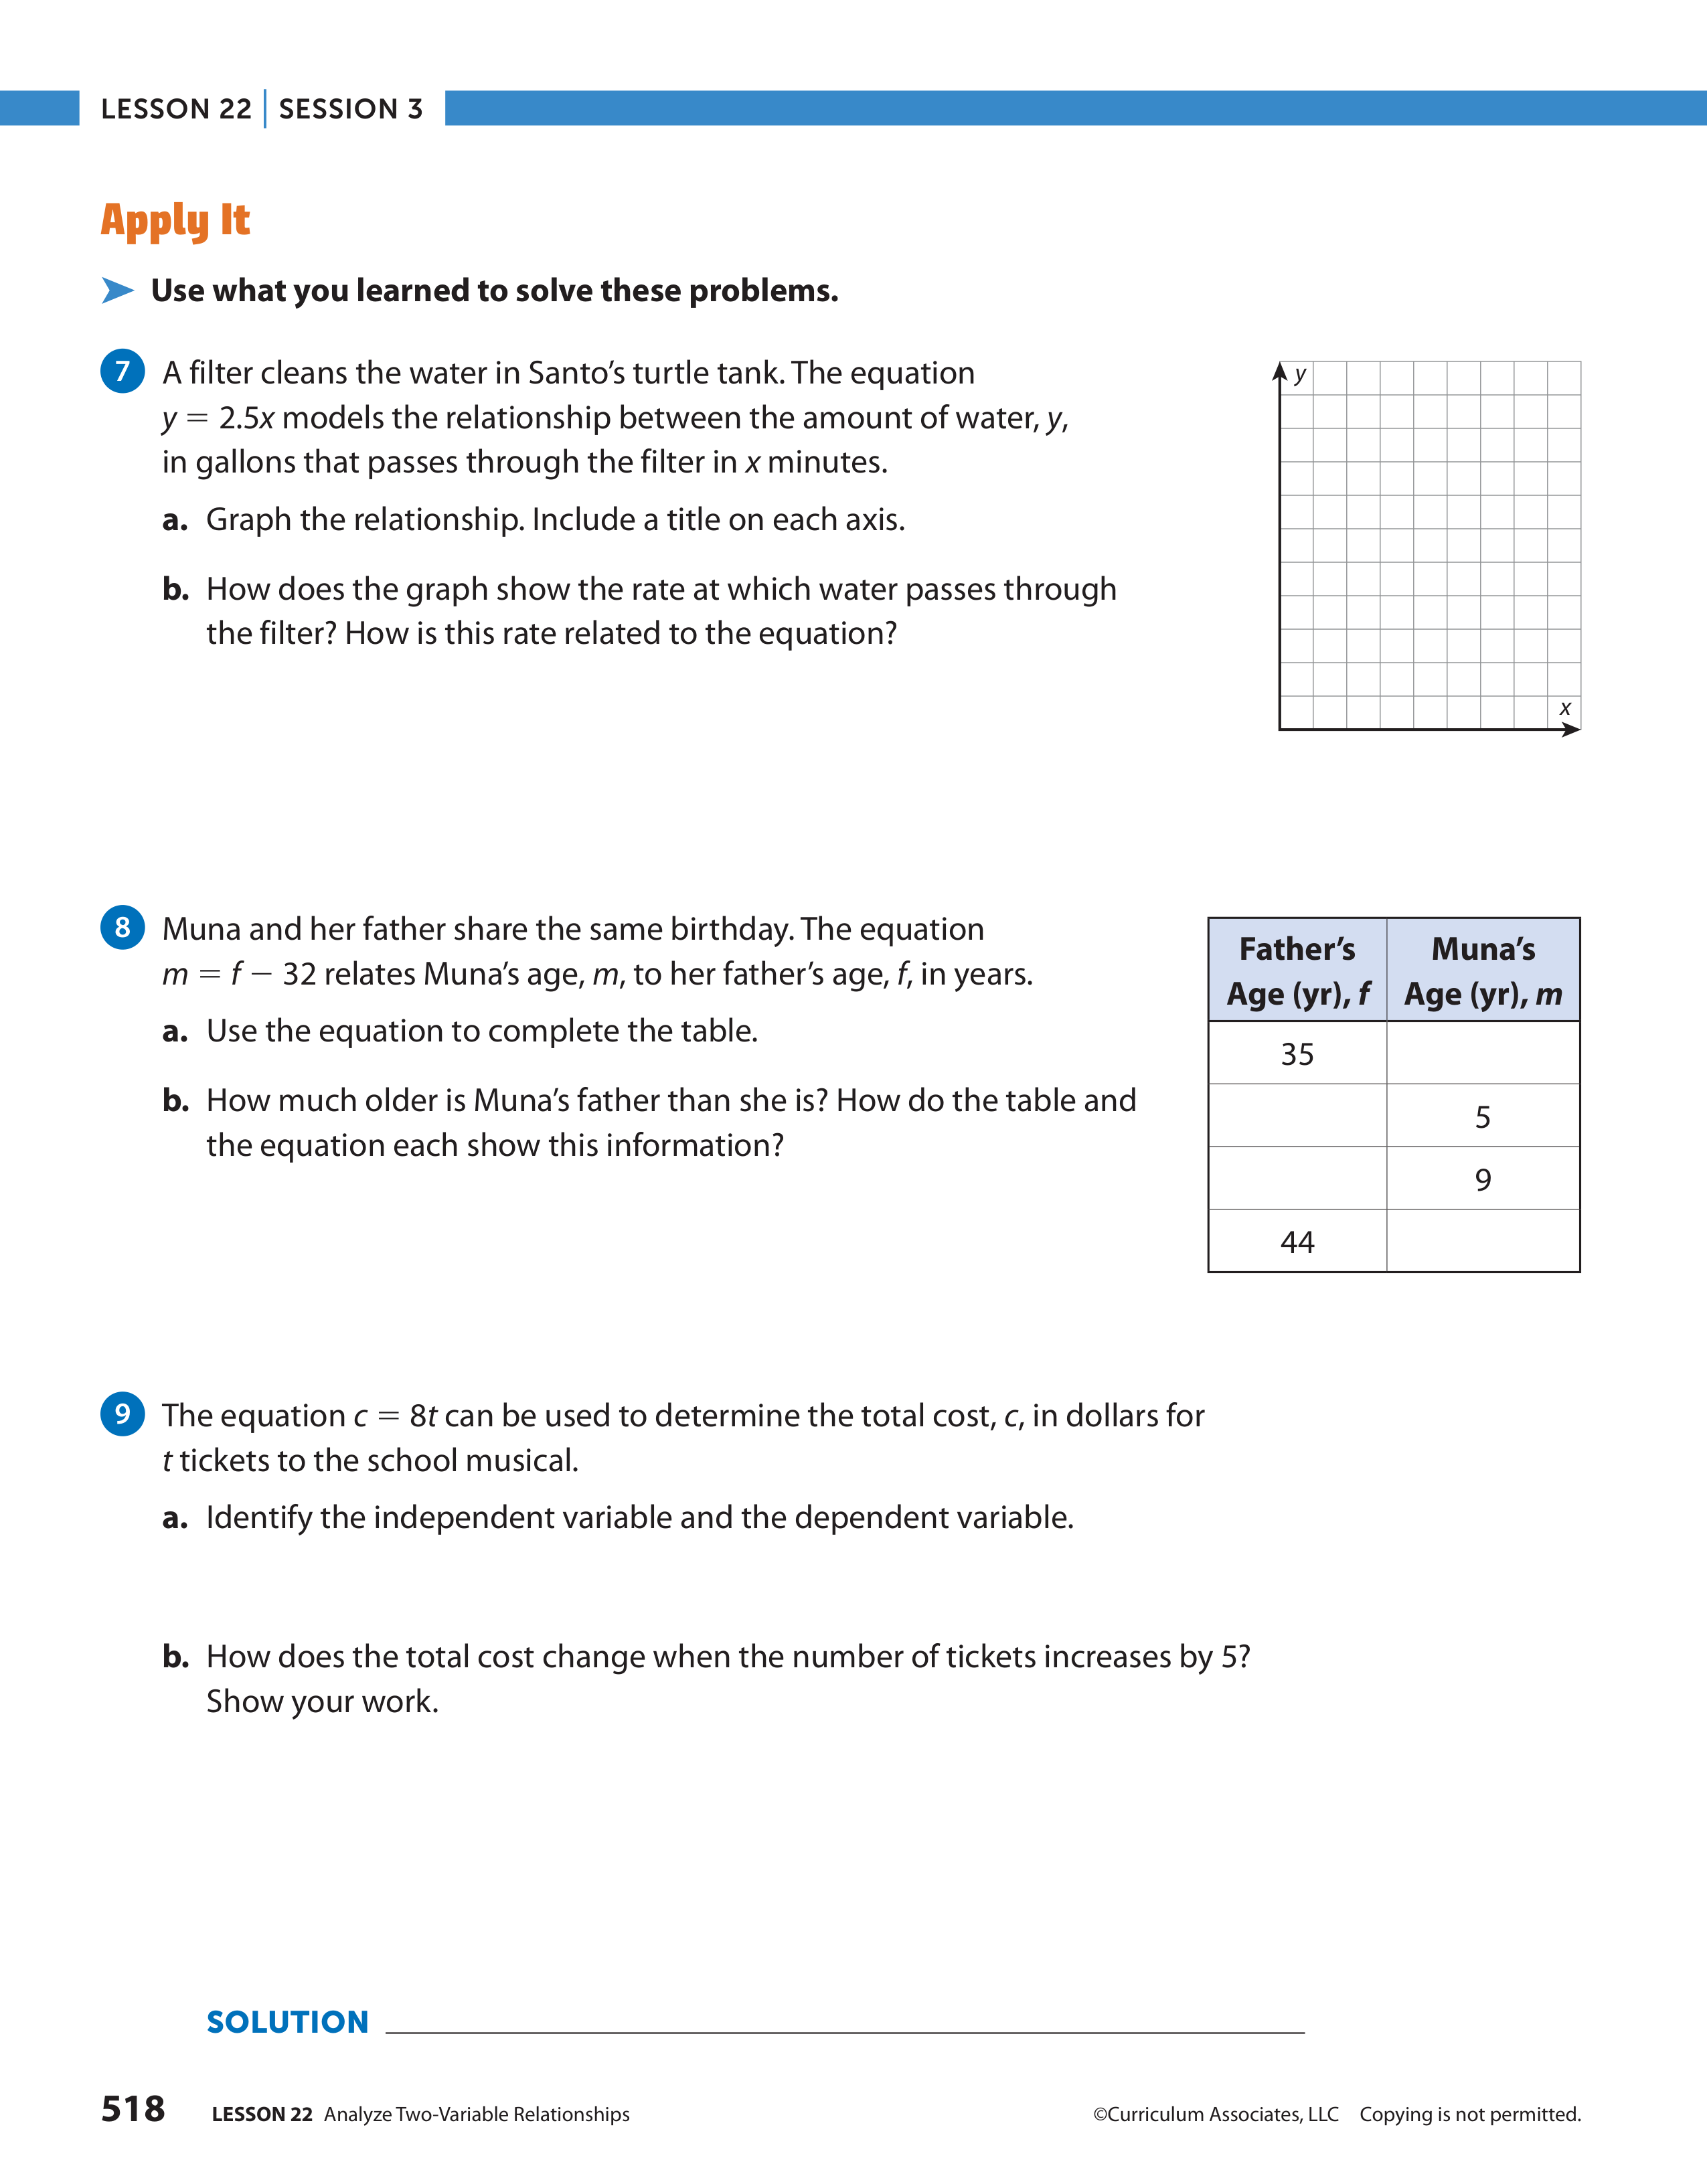 LESSON 22 | SESSION 3
Apply It
Use what you learned to solve these problems.
7 A filter cleans the water in Santo’s turtle tank. The equation
y = 2.5x models the relationship between the amount of water, y,
in gallons that passes through the filter in x minutes.
a. Graph the relationship. Include a title on each axis.
b. How does the graph show the rate at which water passes through
the filter? How is this rate related to the equation?
y
x
8 Muna and her father share the same birthday. The equation
m = f − 32 relates Muna’s age, m, to her father’s age, f, in years.
a. Use the equation to complete the table.
b. How much older is Muna’s father than she is? How do the table and
the equation each show this information?
Father’s Muna’s
Age (yr), f Age (yr), m
35
5
9
44
9 The equation c = 8t can be used to determine the total cost, c, in dollars for
t tickets to the school musical.
a. Identify the independent variable and the dependent variable.
b. How does the total cost change when the number of tickets increases by 5?
Show your work.
SOLUTION
518 LESSON 22 Analyze Two-Variable Relationships ©Curriculum Associates, LLC Copying is not permitted.